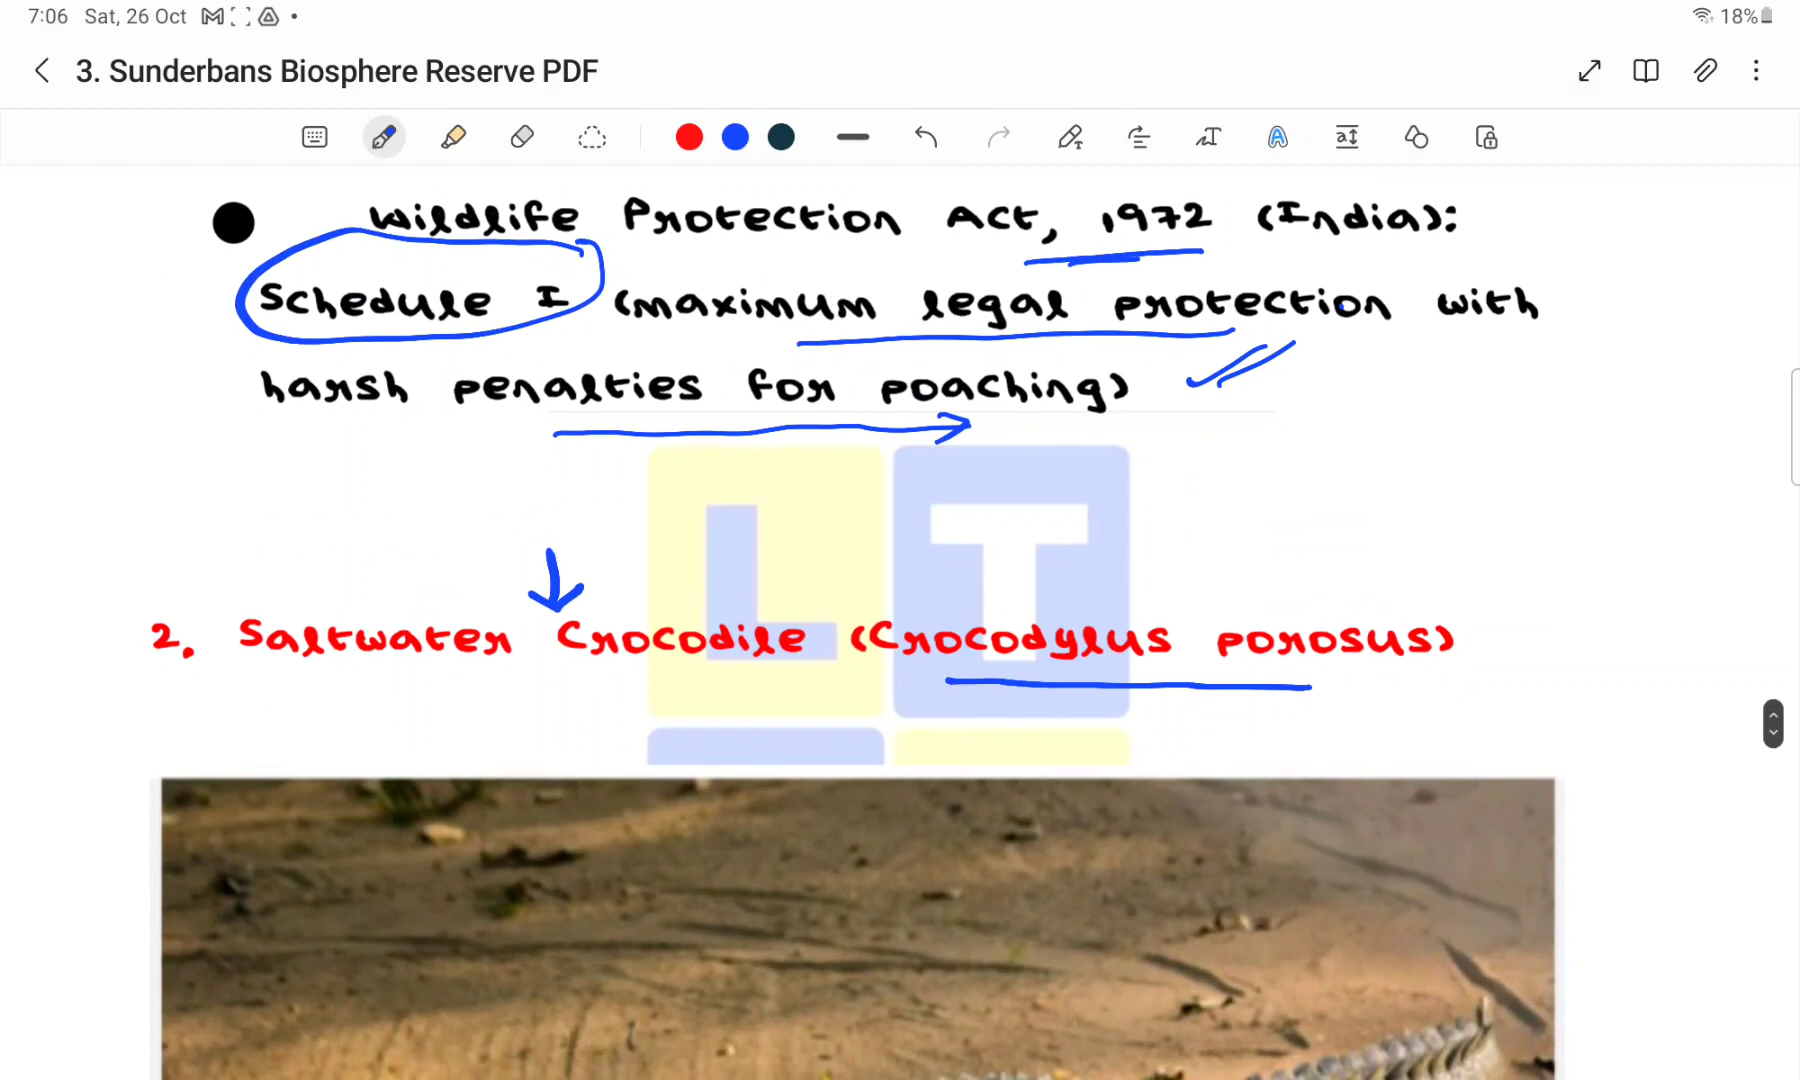 7:06 Sat, 26 Oct
18%
3. Sunderbans Biosphere Reserve PDF
Wildlife Protection Act, 1972 (India):
Schedule I (maximum legal protection with
harsh penalties for poaching)
LT
2. Saltwater Crocodile (Crocodylus porosus)